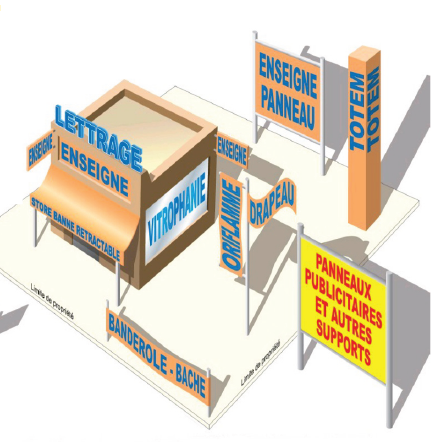 LETTRAGE
ENSEIGNE
ENSEIGNE
ENSEIGNE
STORE BANNE RETRACTABLE
VITROPHANIE
ORIFLAMME
DRAPEAU
ENSEIGNE
PANNEAU
TOTEM
TOTEM
PANNEAUX
PUBLICITAIRES
ET AUTRES
SUPPORTS
BANDEROLE - BACHE
Limite de propriété
Limite de propriété